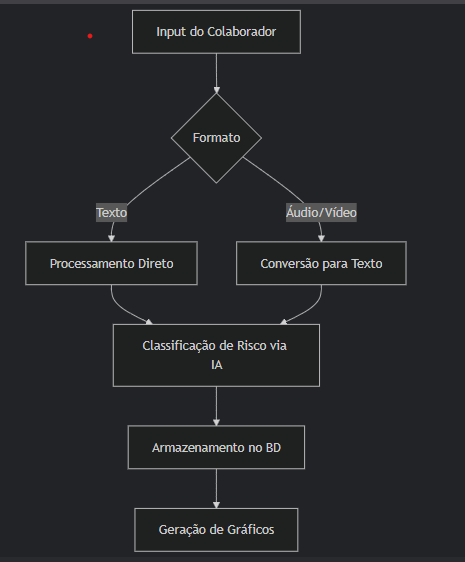 Input do Colaborador
Formato
Texto
Áudio/Vídeo
Processamento Direto
Conversão para Texto
Classificação de Risco via
IA
Armazenamento no BD
Geração de Gráficos